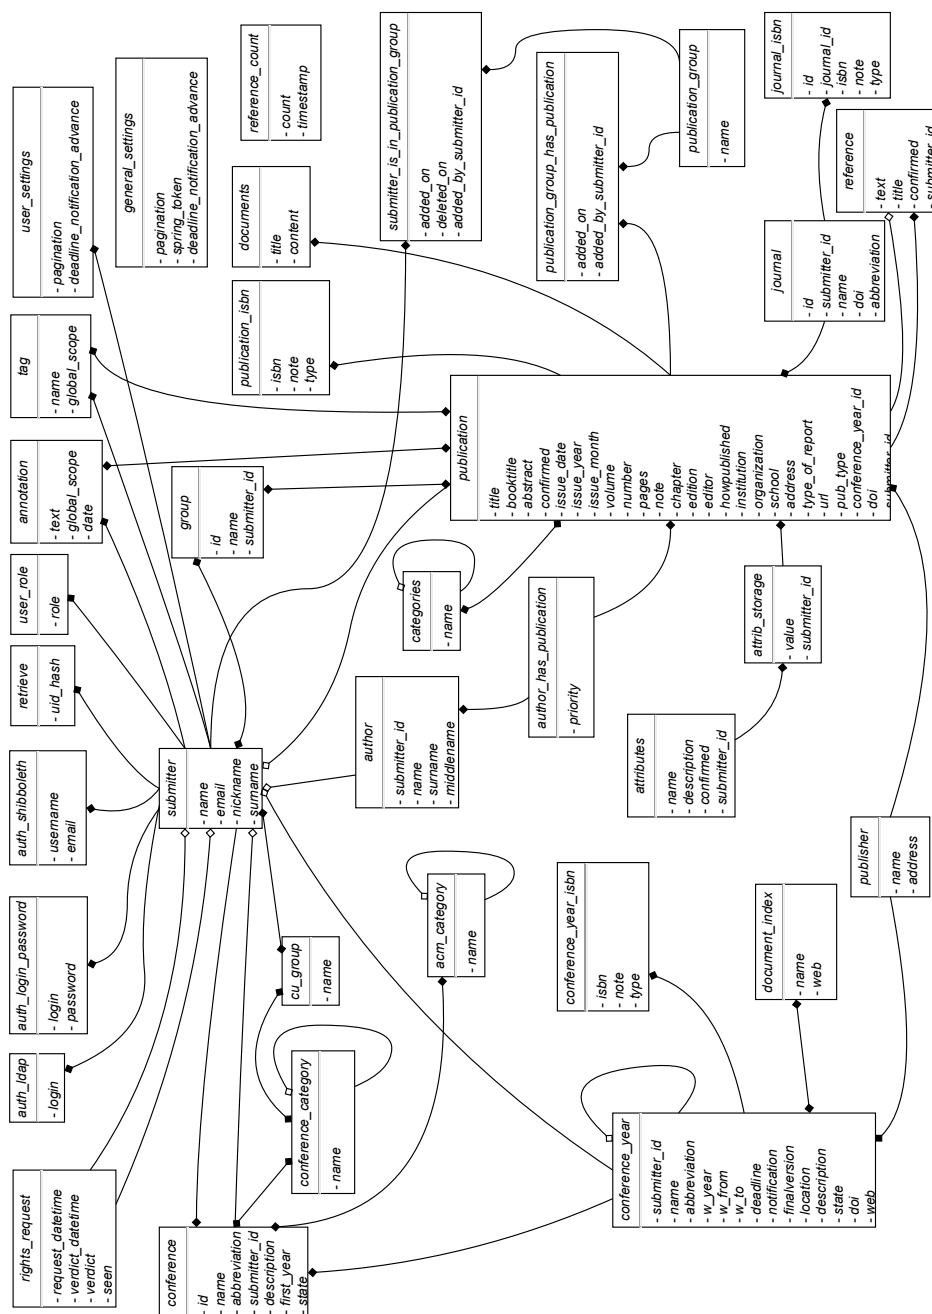 rights_request
- request_datetime
- verdict_datetime
- verdict
- seen
auth_ldap
- login
auth_login_password
- login
- password
auth_shibboleth
- username
- email
retrieve
- uid_hash
user_role
- role
annotation
- text
- global_scope
- date
tag
- name
- global_scope
user_settings
- pagination
- deadline_notification_advance
general_settings
- pagination
- spring_token
- deadline_notification_advance
conference
- id
- name
- abbreviation
- submitter_id
- description
- first_year
- state
conference_category
- name
cu_group
- name
submitter
- name
- email
- nickname
- surname
group
- id
- name
- submitter_id
publication_isbn
- isbn
- note
- type
documents
- title
- content
reference_count
- count
- timestamp
acm_category
- name
author
- submitter_id
- name
- surname
- middlename
categories
- name
submitter_is_in_publication_group
- added_on
- deleted_on
- added_by_submitter_id
conference_year_isbn
- isbn
- note
- type
author_has_publication
- priority
publication
- title
- booktitle
- abstract
- confirmed
- issue_date
- issue_year
- issue_month
- volume
- number
- pages
- note
- chapter
- edition
- editor
- howpublished
- institution
- organization
- school
- address
- type_of_report
- url
- pub_type
- conference_year_id
- doi
- submitter_id
publication_group_has_publication
- added_on
- added_by_submitter_id
publication_group
- name
conference_year
- submitter_id
- name
- abbreviation
- w_year
- w_from
- w_to
- deadline
- notification
- finalversion
- location
- description
- state
- doi
- web
document_index
- name
- web
attributes
- name
- description
- confirmed
- submitter_id
attrib_storage
- value
- submitter_id
publisher
- name
- address
journal
- id
- submitter_id
- name
- doi
- abbreviation
journal_isbn
- id
- journal_id
- isbn
- note
- type
reference
- text
- title
- confirmed
- submitter_id